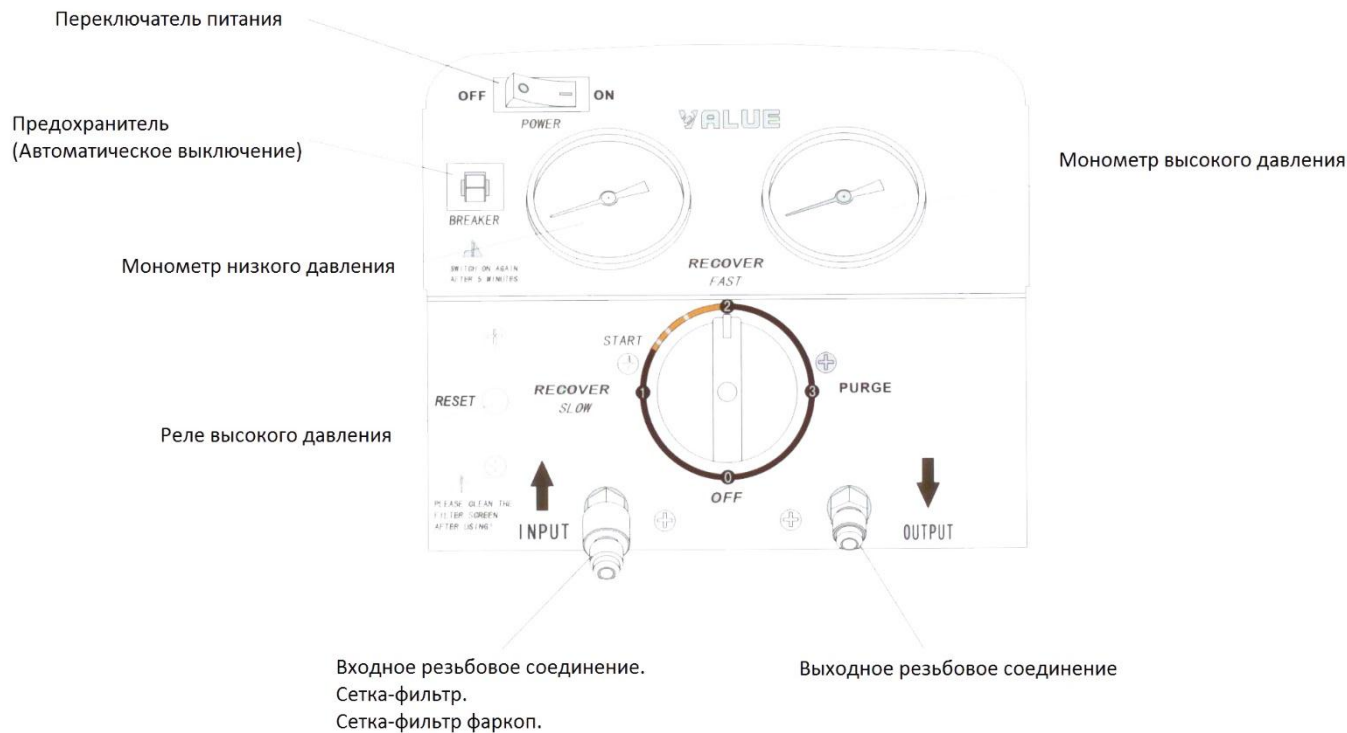 Переключатель питания
OFF
ON
POWER
VALUE
Предохранитель
(Автоматическое выключение)
BREAKER
Монометр высокого давления
Монометр низкого давления
SWITCH ON AGAIN
AFTER 5 MINUTES
RECOVER
FAST
2
START
RECOVER
SLOW
1
3
PURGE
RESET
Реле высокого давления
0
OFF
PLEASE CLEAN THE
FILTER SCREEN
AFTER USING!
INPUT
OUTPUT
Входное резьбовое соединение.
Сетка-фильтр.
Сетка-фильтр фаркоп.
Выходное резьбовое соединение